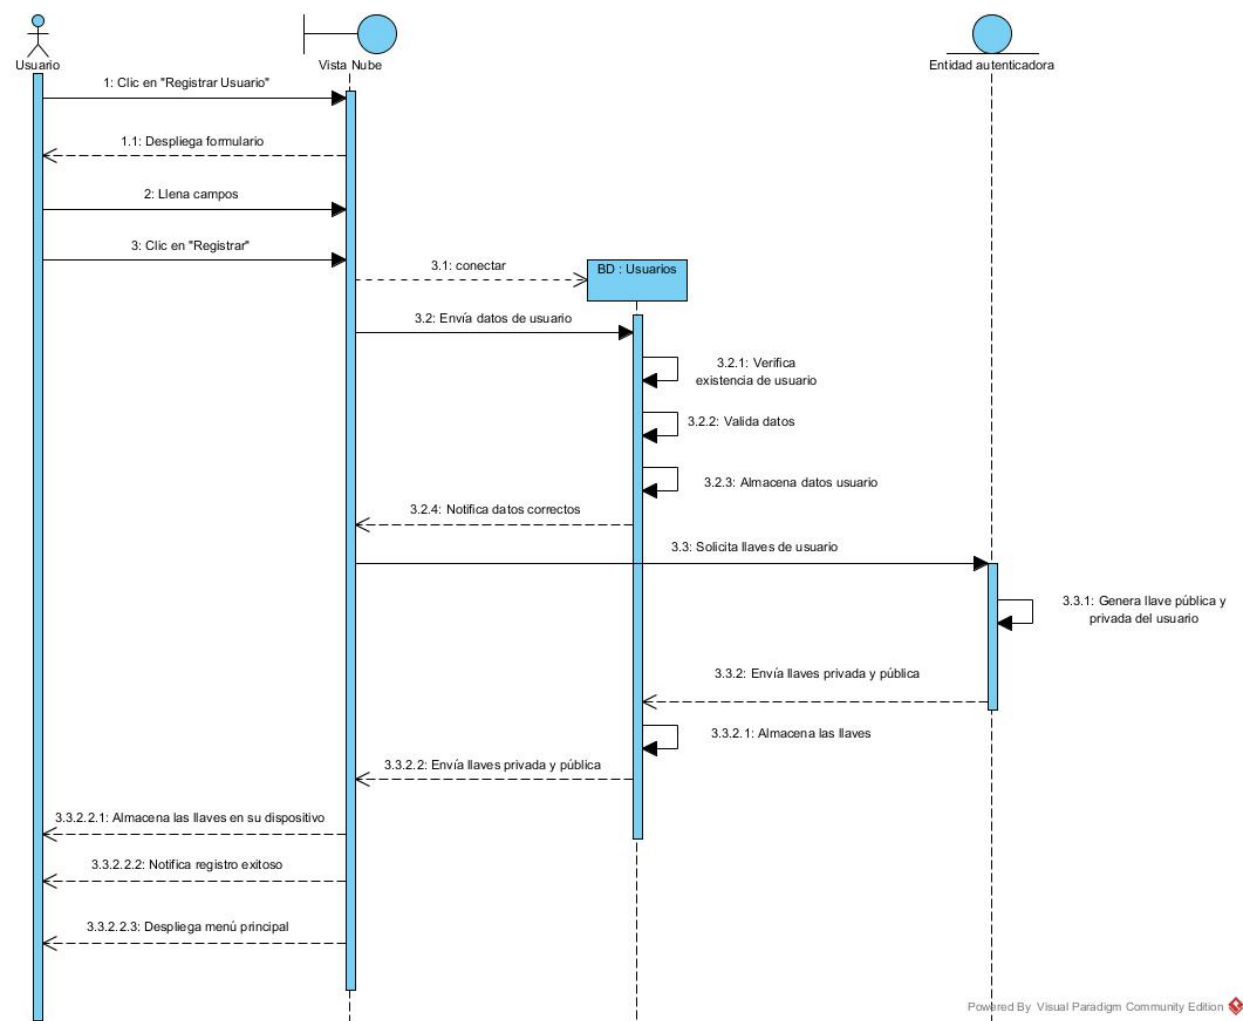 Usuario
Vista Nube
Entidad autenticadora
1: Clic en "Registrar Usuario"
1.1: Despliega formulario
2: Llena campos
3: Clic en "Registrar"
3.1: conectar
BD : Usuarios
3.2: Envía datos de usuario
3.2.1: Verifica
existencia de usuario
3.2.2: Valida datos
3.2.3: Almacena datos usuario
3.2.4: Notifica datos correctos
3.3: Solicita llaves de usuario
3.3.1: Genera llave pública y
privada del usuario
3.3.2: Envía llaves privada y pública
3.3.2.1: Almacena las llaves
3.3.2.2: Envía llaves privada y pública
3.3.2.2.1: Almacena las llaves en su dispositivo
3.3.2.2.2: Notifica registro exitoso
3.3.2.2.3: Despliega menú principal
Powered By Visual Paradigm Community Edition